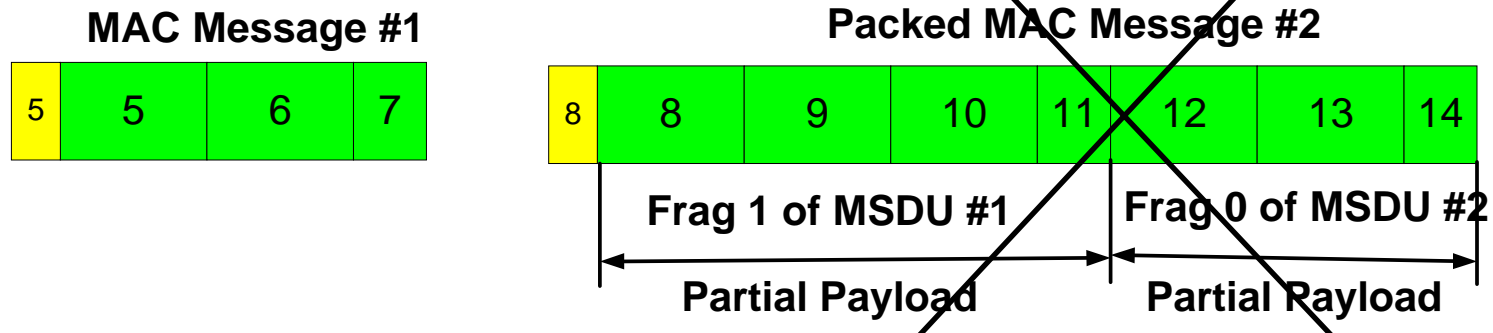 MAC Message #1
Packed MAC Message #2
5 5 6 7
8 8 9 10 11 12 13 14
Frag 1 of MSDU #1
Frag 0 of MSDU #2
Partial Payload
Partial Payload